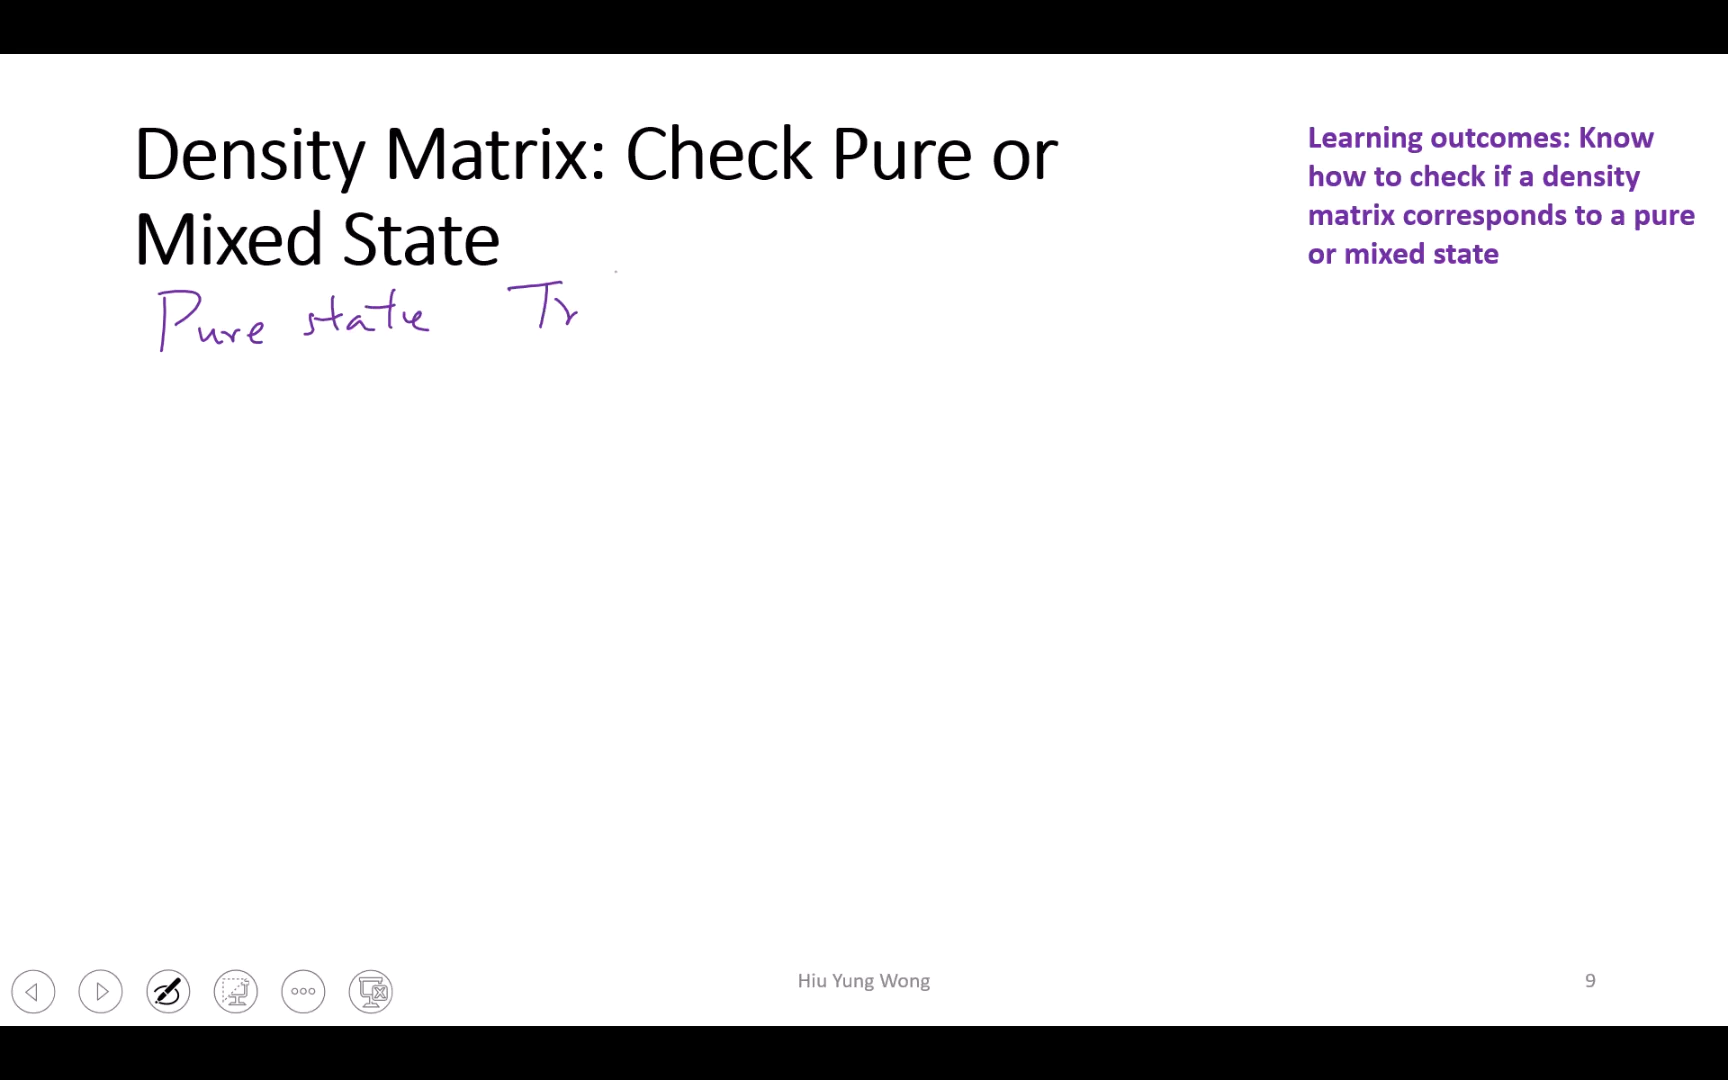 Density Matrix: Check Pure or
Mixed State
Learning outcomes: Know
how to check if a density
matrix corresponds to a pure
or mixed state
Pure state Tr
Hiu Yung Wong
9